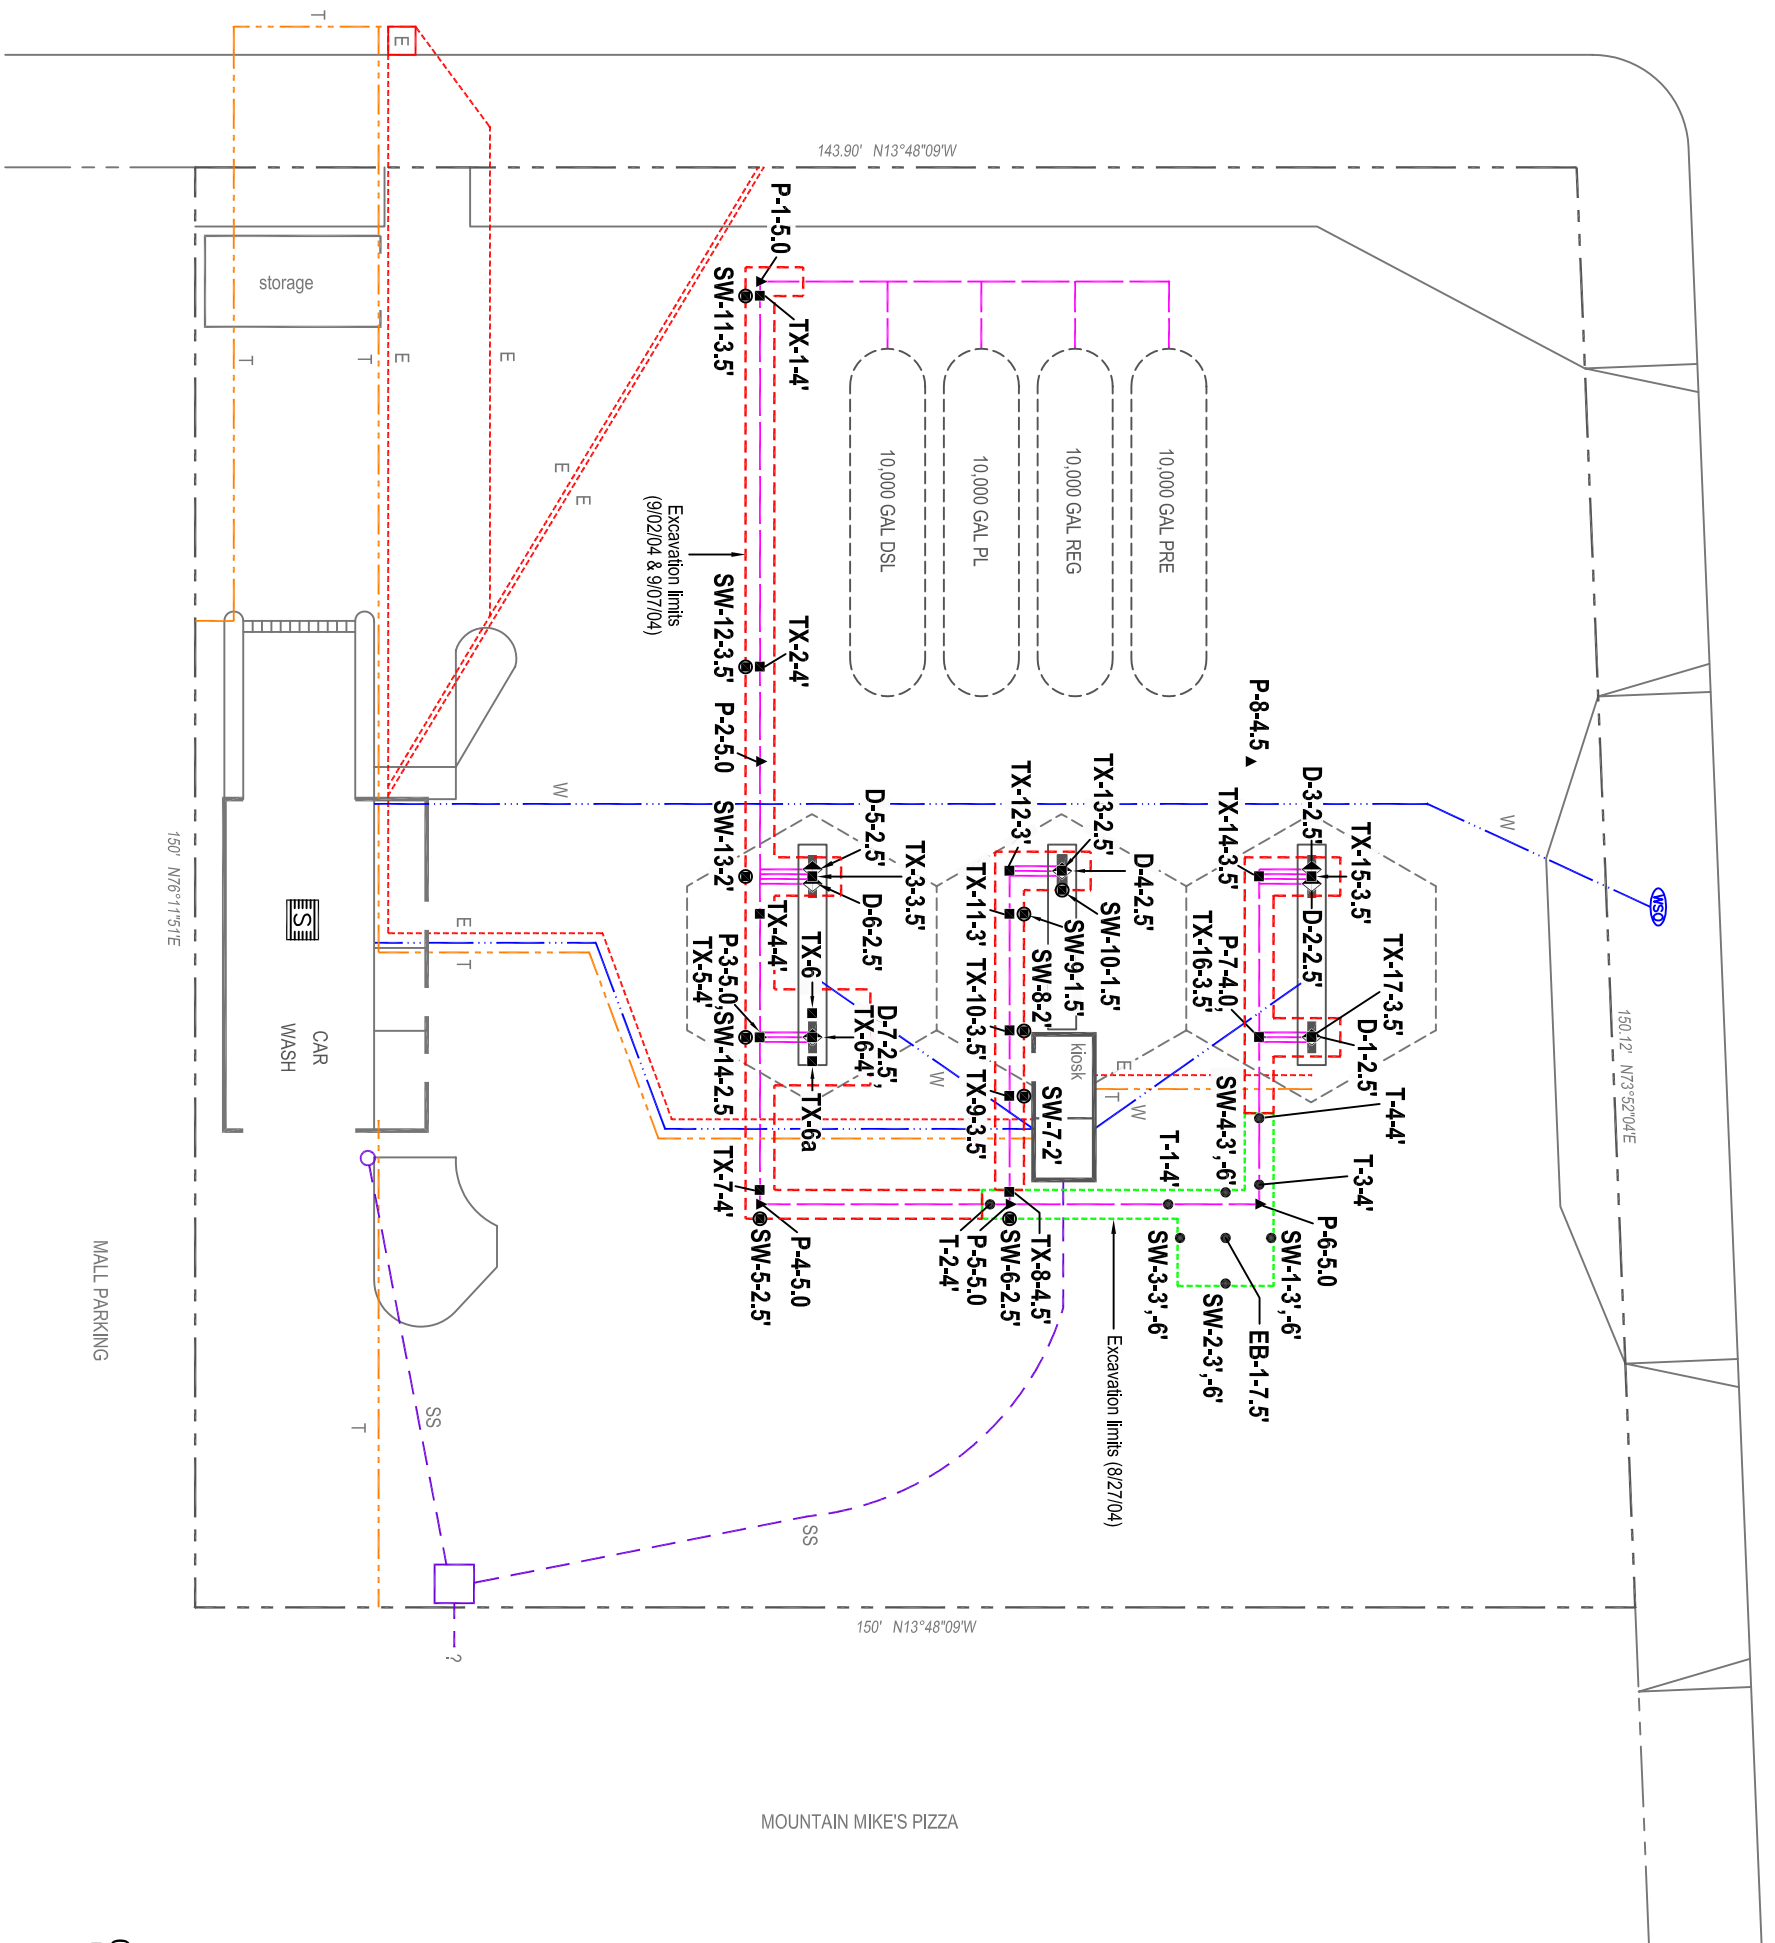 T
E
143.90' N13°48"09'W
storage
T
T
E
E
E
E
P-1-5.0
SW-11-3.5'
TX-1-4'
10,000 GAL DSL
10,000 GAL PL
10,000 GAL REG
10,000 GAL PRE
Excavation limits
(9/02/04 & 9/07/04)
SW-12-3.5'
TX-2-4'
P-2-5.0
SW-13-2'
P-8-4.5
W
W
WSO
D-5-2.5'
TX-3-3.5'
D-6-2.5'
TX-4-4'
TX-6
P-3-5.0,SW-14-2.5
TX-5-4'
D-7-2.5',
TX-6-4'
TX-6a
TX-12-3'
TX-13-2.5'
D-4-2.5'
SW-10-1.5'
SW-9-1.5'
TX-11-3'
SW-8-2'
TX-10-3.5'
TX-9-3.5'
SW-7-2'
kiosk
D-3-2.5'
TX-15-3.5'
TX-14-3.5'
D-2-2.5'
TX-17-3.5'
P-7-4.0,
TX-16-3.5'
D-1-2.5'
E
T
W
W
T-4-4'
SW-4-3',-6'
T-3-4'
T-1-4'
P-6-5.0
SW-1-3',-6'
EB-1-7.5'
SW-2-3',-6'
SW-3-3',-6'
TX-8-4.5'
SW-6-2.5'
P-5-5.0
T-2-4'
TX-7-4'
P-4-5.0
SW-5-2.5'
Excavation limits (8/27/04)
150' N76°11"51'E
150.12' N73°52"04'E
S
CAR
WASH
E
T
MALL PARKING
T
SS
SS
?
150' N13°48"09'W
MOUNTAIN MIKE'S PIZZA